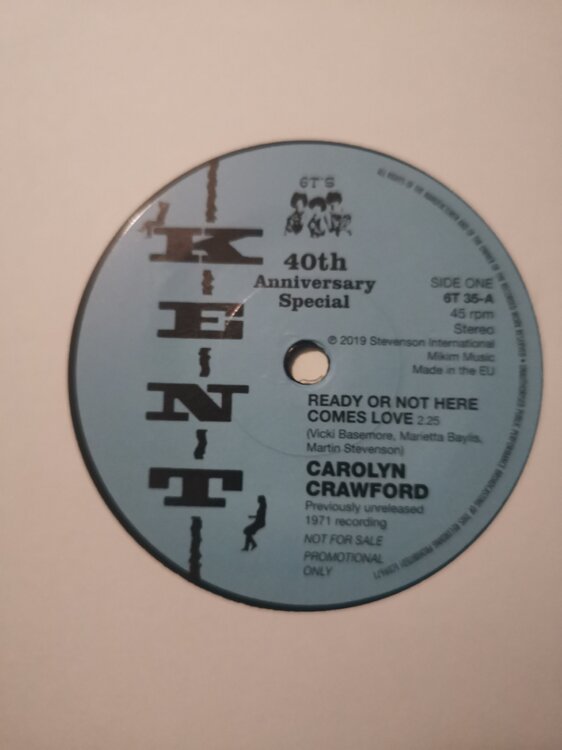 6T'S
KENT
40th
Anniversary
Special
SIDE ONE
6T 35-A
45 rpm
Stereo
℗ 2019 Stevenson International
Mikim Music
Made in the EU
READY OR NOT HERE
COMES LOVE 2.25
(Vicki Basemore, Marietta Baylis,
Martin Stevenson)
CAROLYN
CRAWFORD
Previously unreleased
1971 recording
NOT FOR SALE
PROMOTIONAL
ONLY